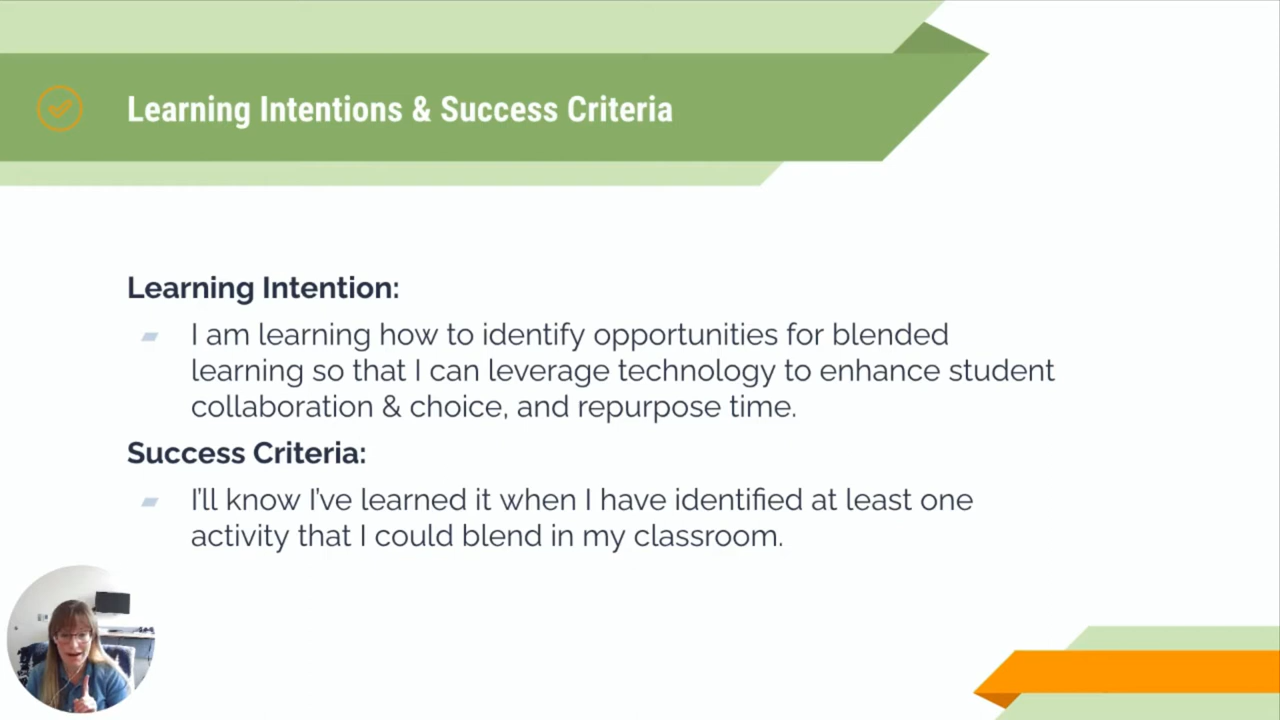 Learning Intentions & Success Criteria
Learning Intention:
I am learning how to identify opportunities for blended
learning so that I can leverage technology to enhance student
collaboration & choice, and repurpose time.
Success Criteria:
I'll know I've learned it when I have identified at least one
activity that I could blend in my classroom.